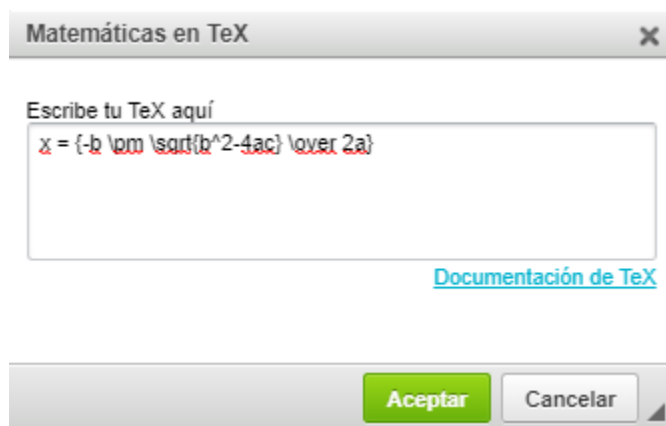 Matemáticas en TeX
Escribe tu TeX aquí
x = {-b \pm \sqrt{b^2-4ac} \over 2a}
Documentación de TeX
Aceptar Cancelar